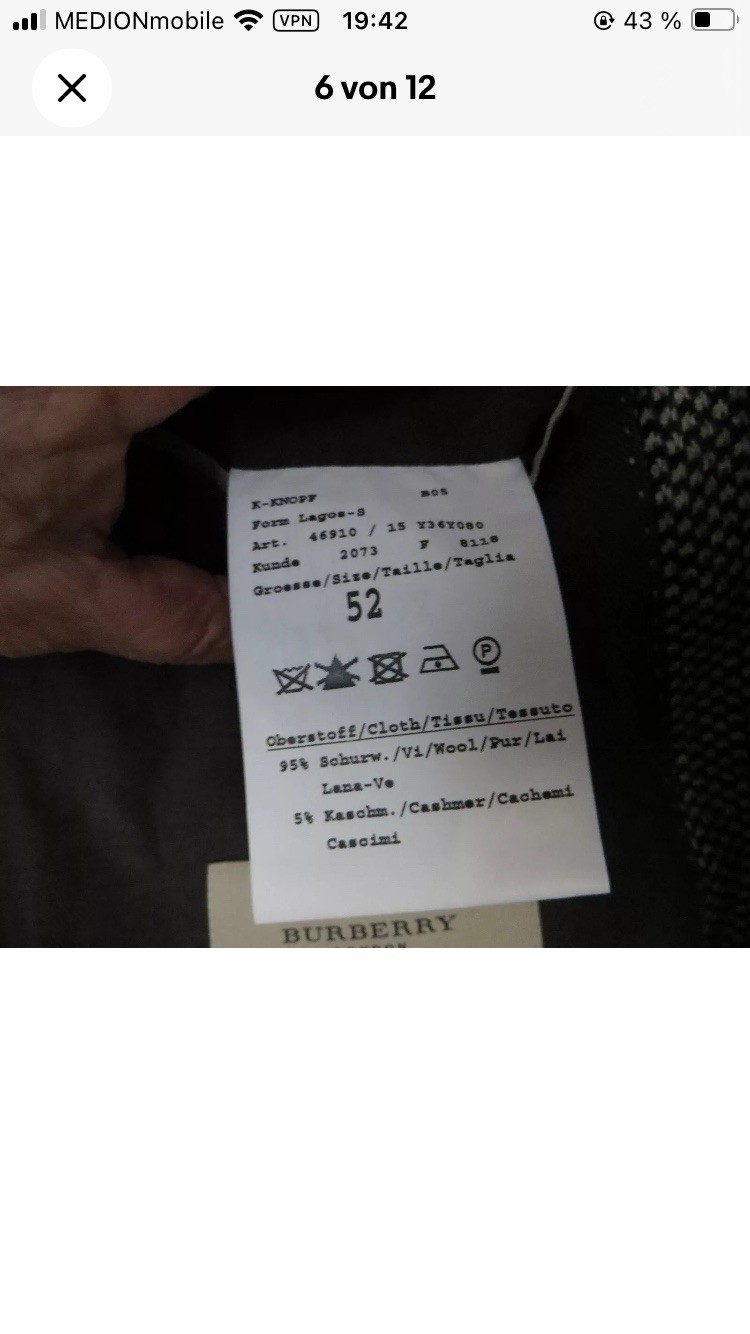 MEDIONmobile VPN 19:42 43 %
6 von 12
K-KNOPF BOS
Form Lagos-S
Art. 46910 / 15 Y36Y080
Kunde 2073 F 8118
Groesse/Size/Taille/Taglia
52
P
Oberstoff/Cloth/Tissu/Tessuto
95% Schurw./Vi/Wool/Pur/Lai
Lana-Ve
5% Kaschm./Cashmer/Cachemi
Cascimi
BURBERRY
LONDON